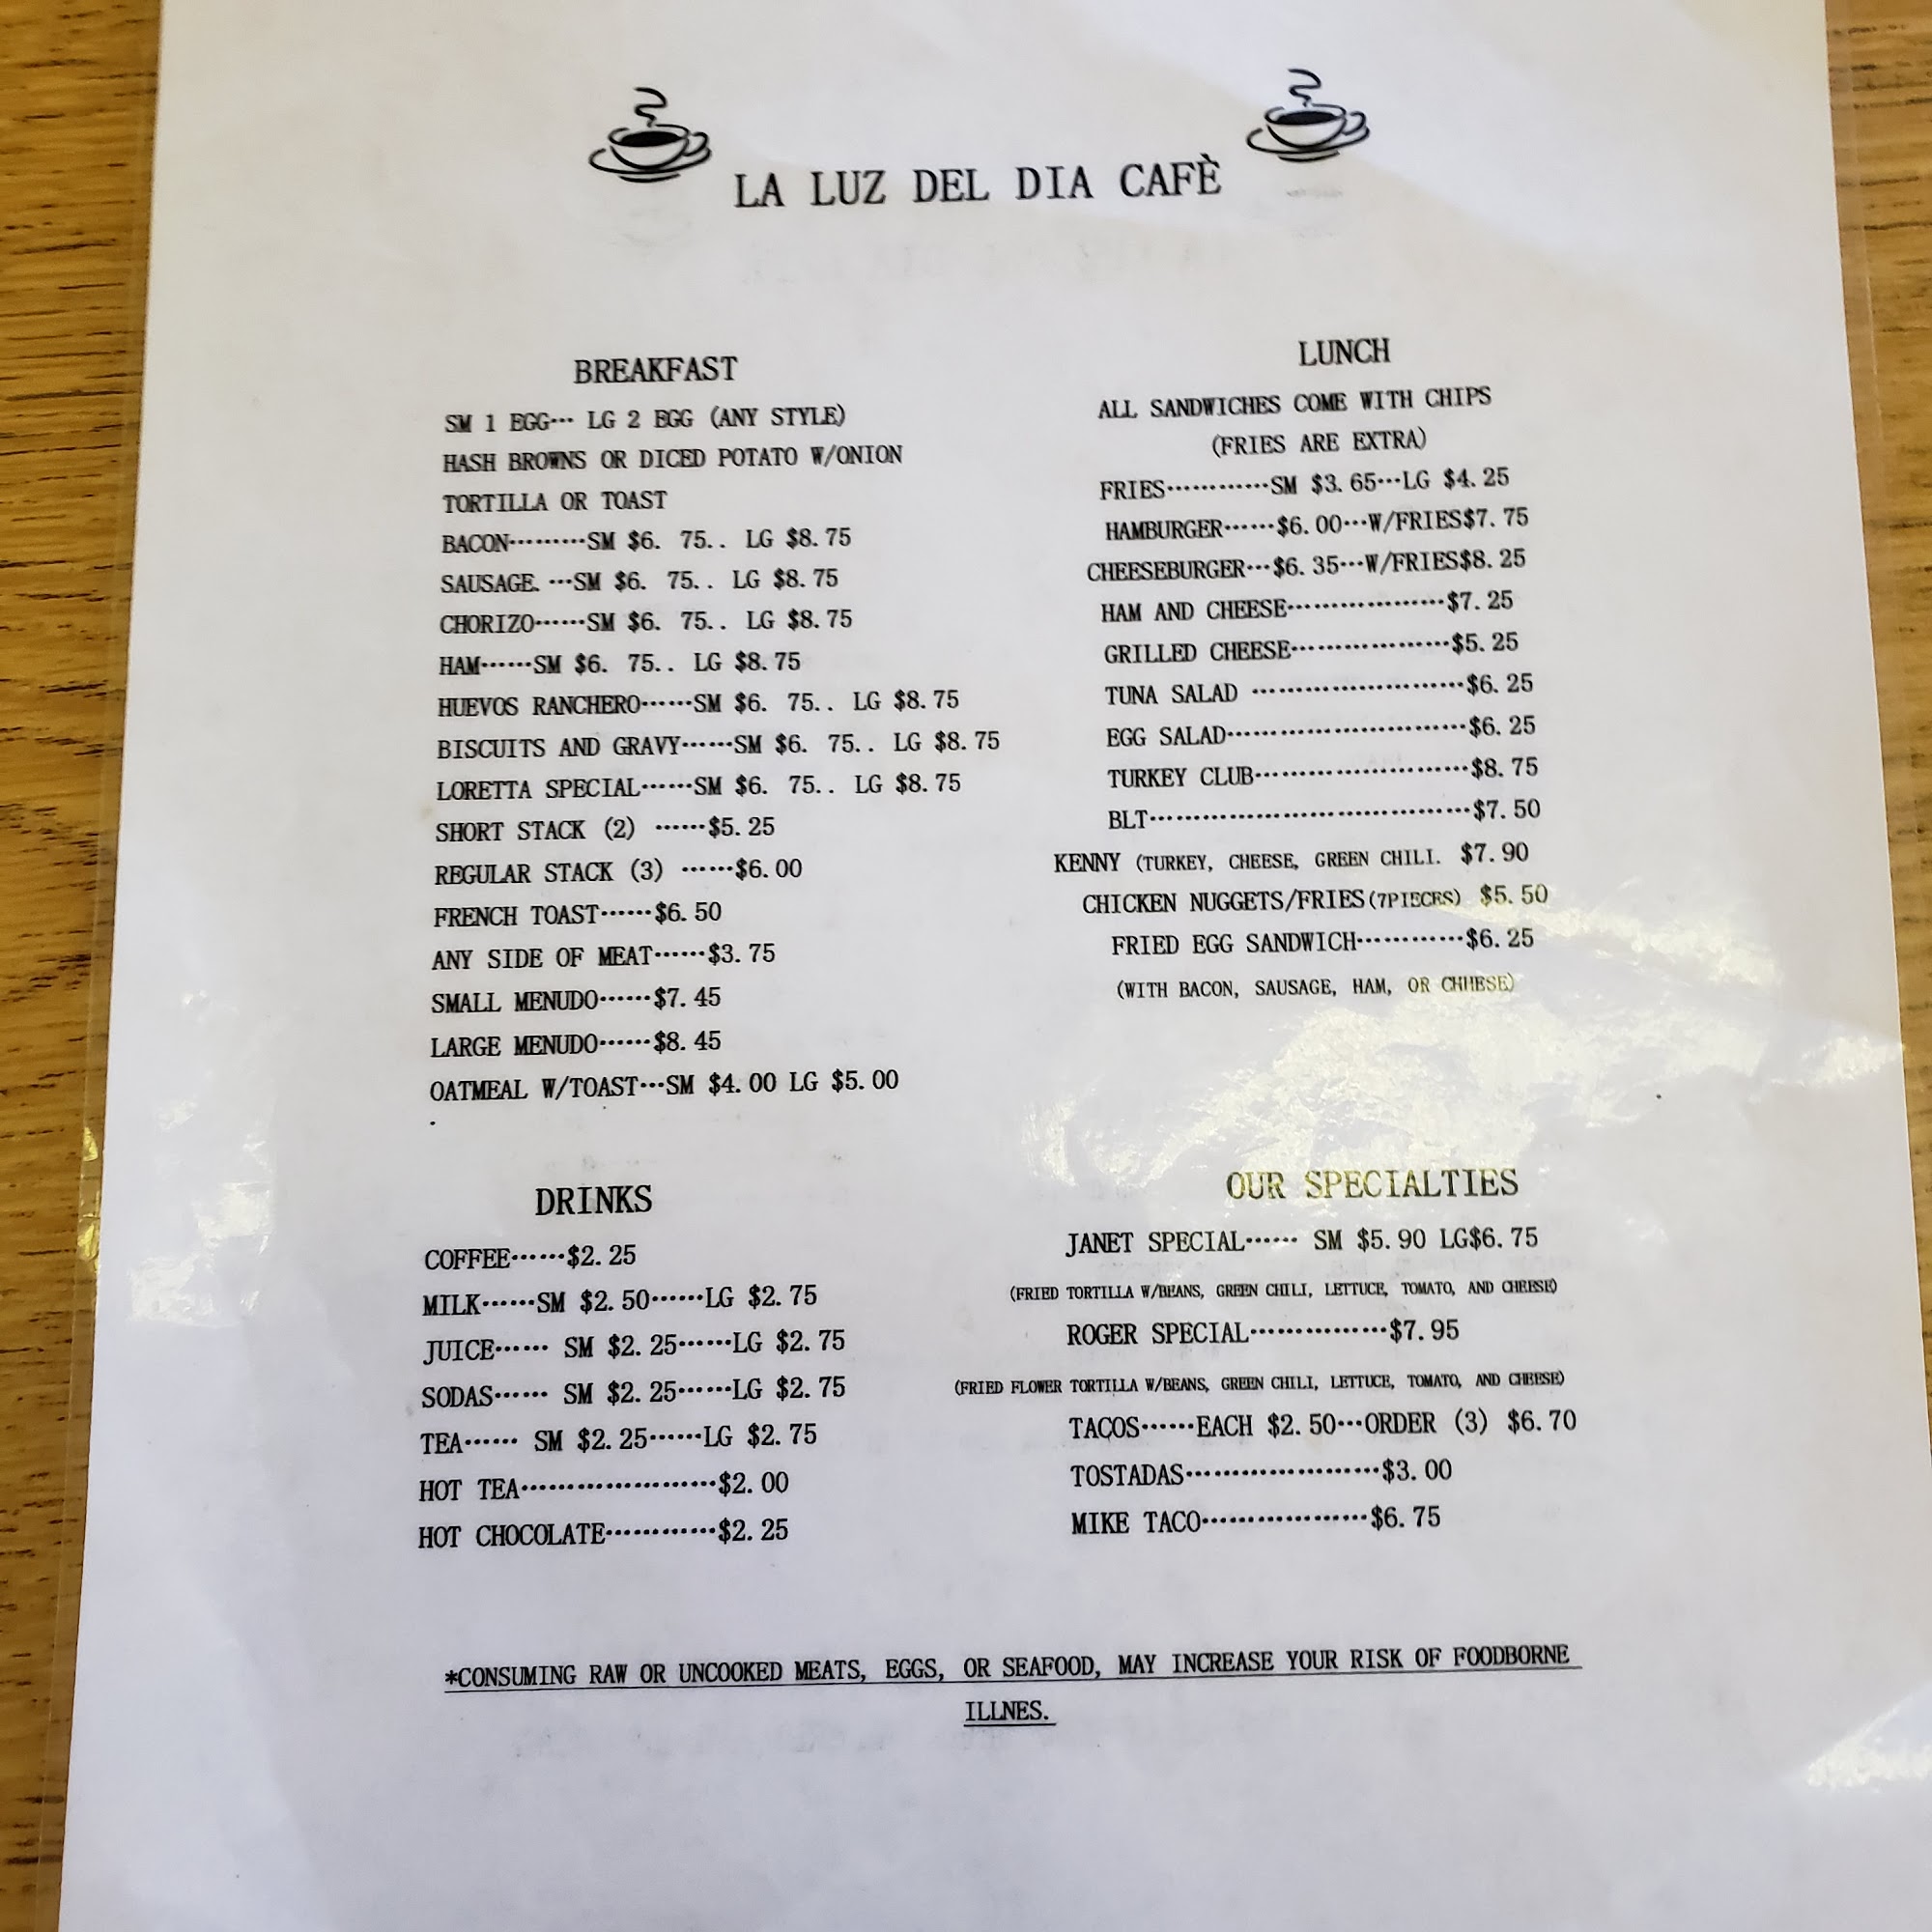 LA LUZ DEL DIA CAFÈ
BREAKFAST
SM 1 EGG··· LG 2 EGG (ANY STYLE)
HASH BROWNS OR DICED POTATO W/ONION
TORTILLA OR TOAST
BACON·········SM $6. 75.. LG $8.75
SAUSAGE. ···SM $6. 75.. LG $8.75
CHORIZO······SM $6. 75.. LG $8.75
HAM······SM $6. 75.. LG $8.75
HUEVOS RANCHERO······SM $6. 75.. LG $8.75
BISCUITS AND GRAVY······SM $6. 75.. LG $8.75
LORETTA SPECIAL······SM $6. 75.. LG $8.75
SHORT STACK (2) ······$5.25
REGULAR STACK (3) ······$6.00
FRENCH TOAST······$6.50
ANY SIDE OF MEAT······$3.75
SMALL MENUDO······$7.45
LARGE MENUDO······$8.45
OATMEAL W/TOAST···SM $4.00 LG $5.00
LUNCH
ALL SANDWICHES COME WITH CHIPS
(FRIES ARE EXTRA)
FRIES············SM $3.65···LG $4.25
HAMBURGER······$6.00···W/FRIES$7.75
CHEESEBURGER···$6.35···W/FRIES$8.25
HAM AND CHEESE··················$7.25
GRILLED CHEESE··················$5.25
TUNA SALAD ························$6.25
EGG SALAD···························$6.25
TURKEY CLUB························$8.75
BLT····································$7.50
KENNY (TURKEY, CHEESE, GREEN CHILI. $7.90
CHICKEN NUGGETS/FRIES(7PIECES) $5.50
FRIED EGG SANDWICH············$6.25
(WITH BACON, SAUSAGE, HAM, OR CHHESE)
DRINKS
COFFEE······$2.25
MILK······SM $2.50······LG $2.75
JUICE······ SM $2.25······LG $2.75
SODAS······ SM $2.25······LG $2.75
TEA······ SM $2.25······LG $2.75
HOT TEA·····················$2.00
HOT CHOCOLATE············$2.25
OUR SPECIALTIES
JANET SPECIAL······ SM $5.90 LG$6.75
(FRIED TORTILLA W/BEANS, GREEN CHILI, LETTUCE, TOMATO, AND CHEESE)
ROGER SPECIAL···············$7.95
(FRIED FLOWER TORTILLA W/BEANS, GREEN CHILI, LETTUCE, TOMATO, AND CHEESE)
TACOS······EACH $2.50···ORDER (3) $6.70
TOSTADAS·····················$3.00
MIKE TACO··················$6.75
*CONSUMING RAW OR UNCOOKED MEATS, EGGS, OR SEAFOOD, MAY INCREASE YOUR RISK OF FOODBORNE
ILLNES.